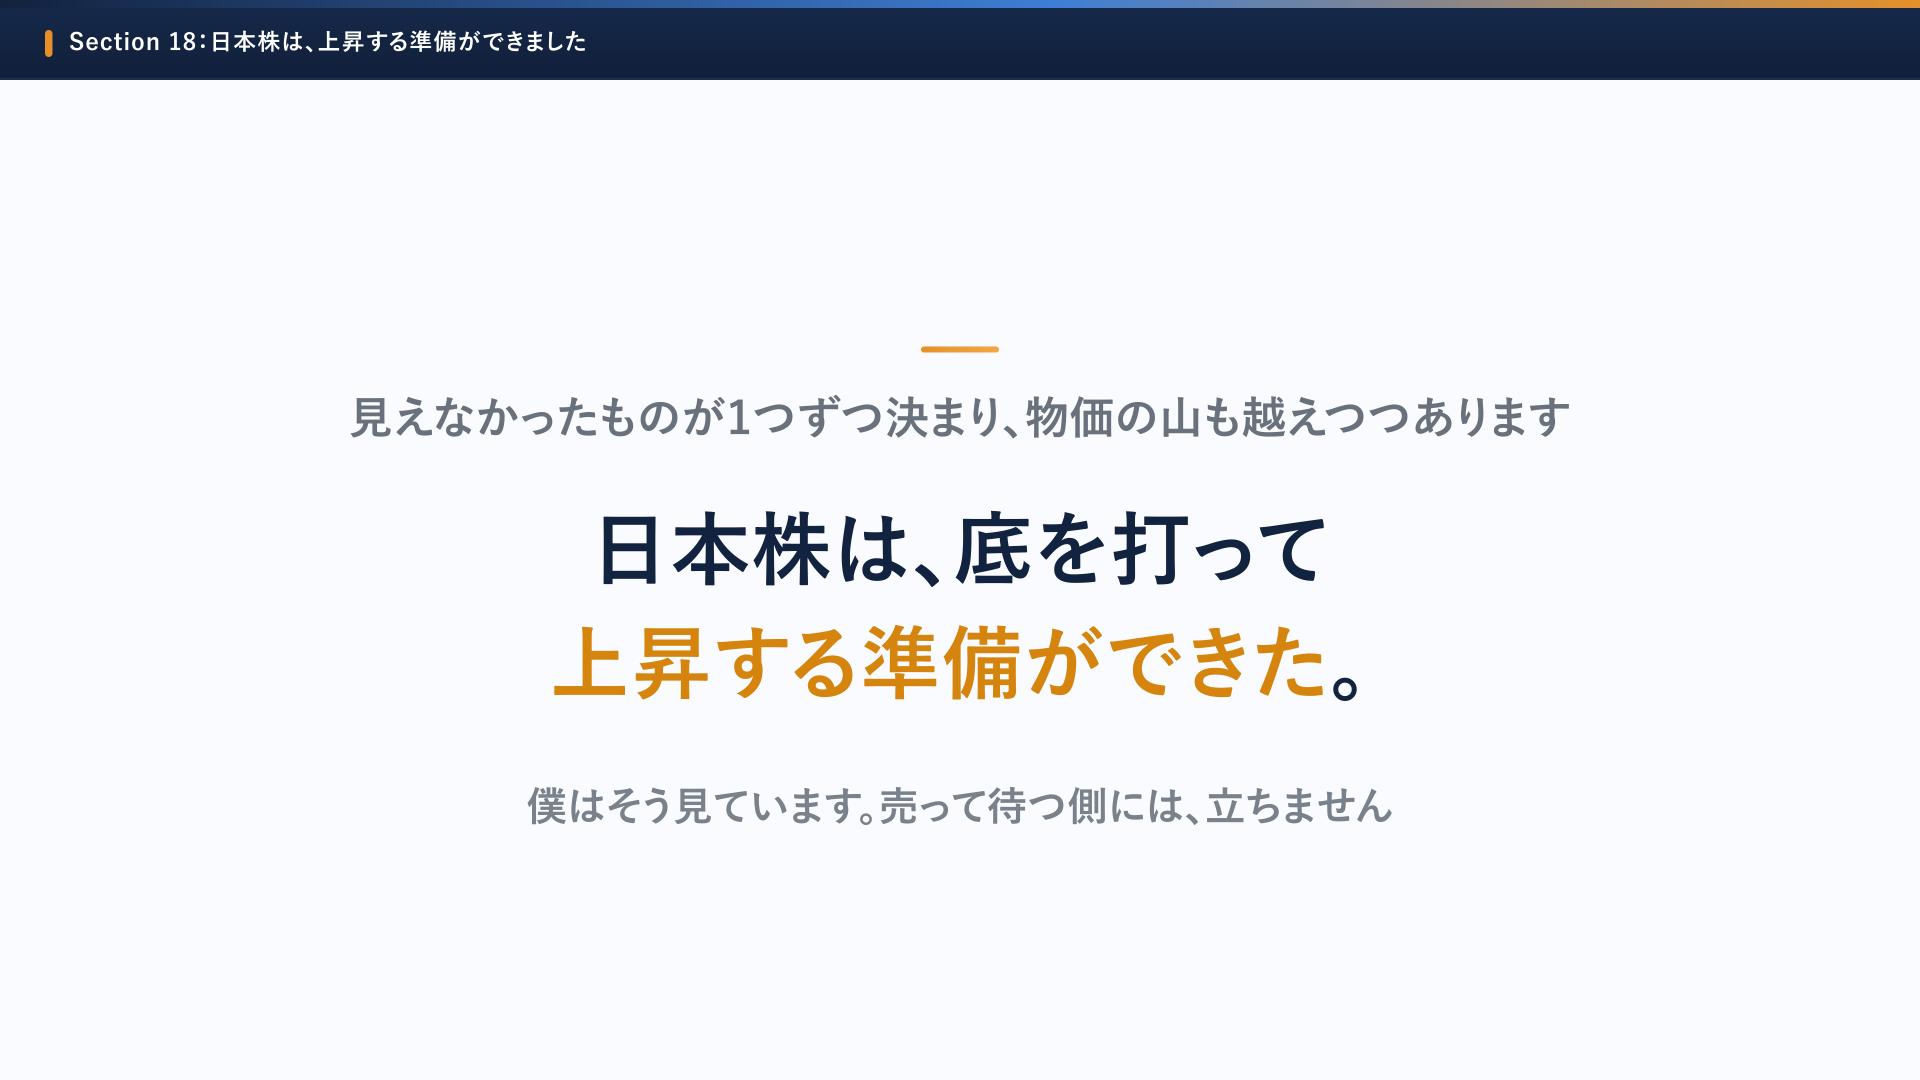 Section 18：日本株は、上昇する準備ができました
見えなかったものが1つずつ決まり、物価の山も越えつつあります
日本株は、底を打って
上昇する準備ができた。
僕はそう見ています。売って待つ側には、立ちません